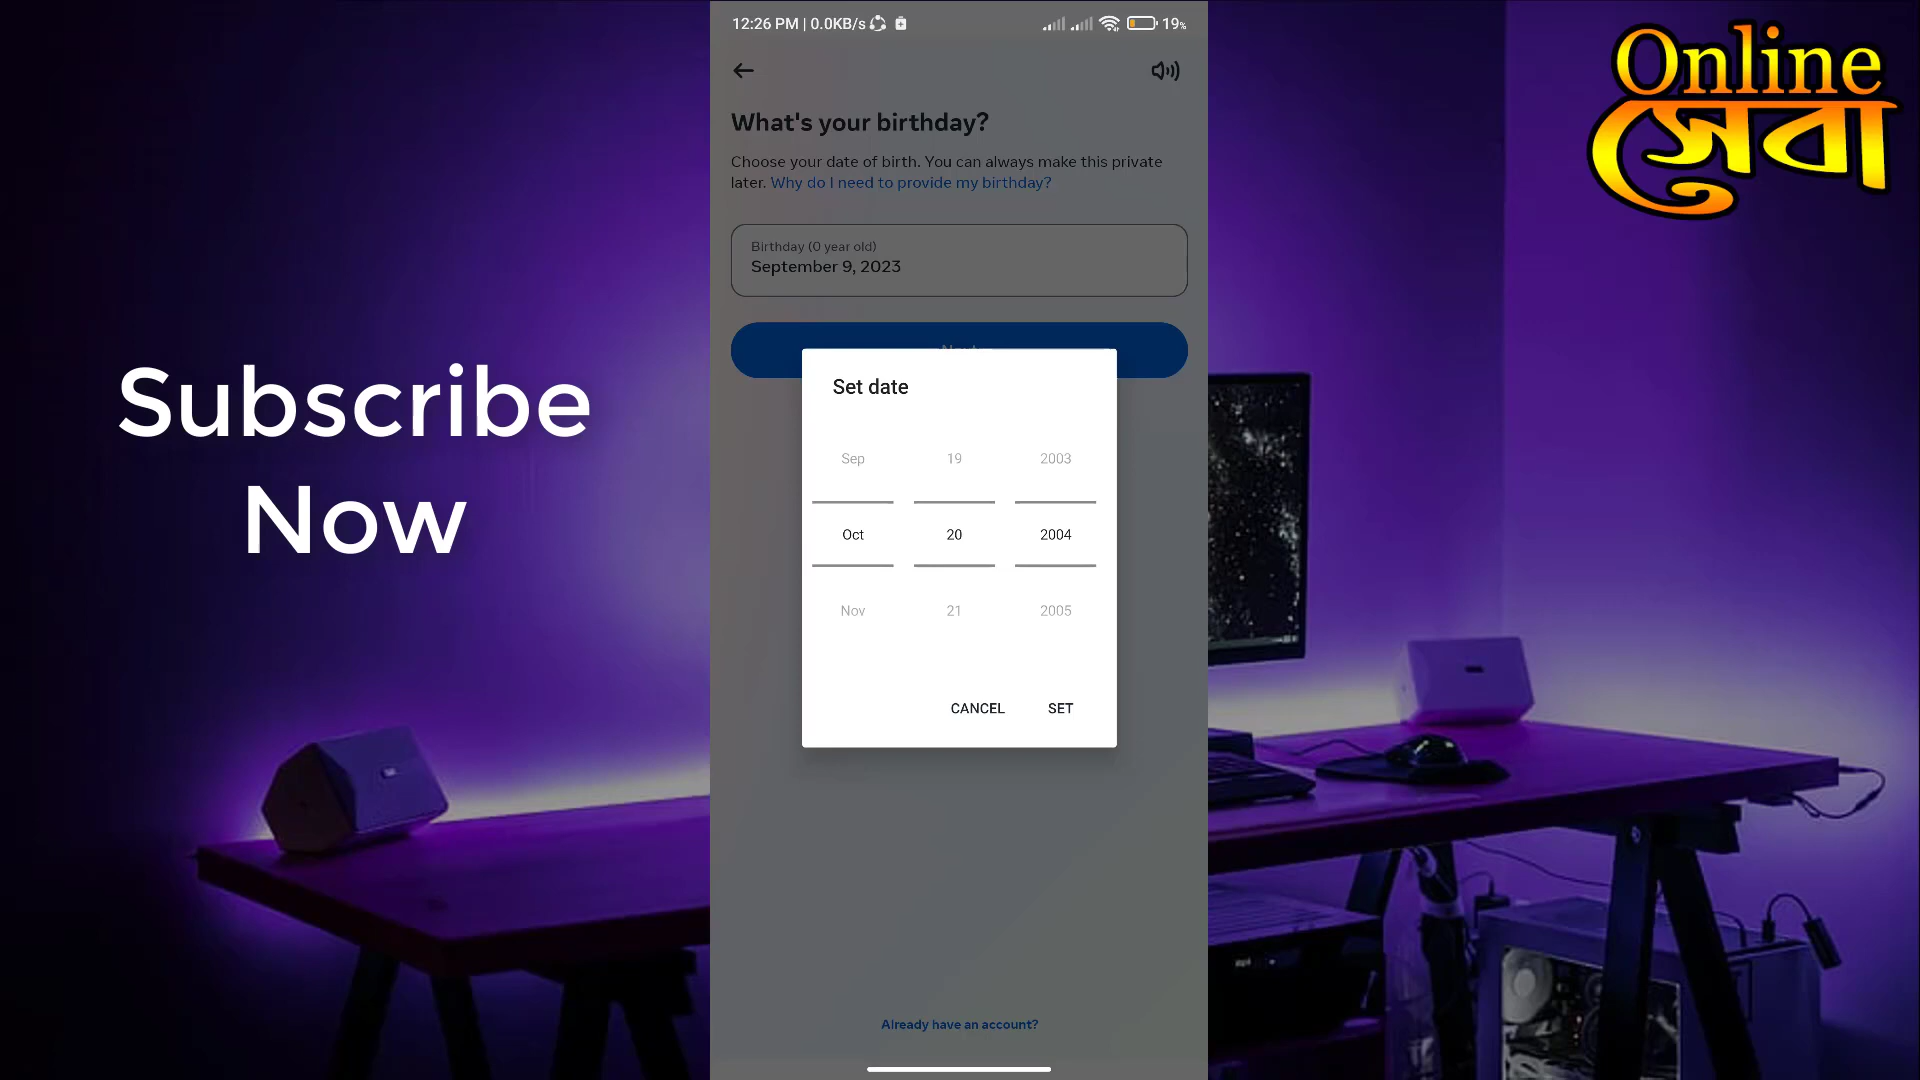 12:26 PM | 0.0KB/s
19%
Online
সেবা
What's your birthday?
Choose your date of birth. You can always make this private
later. Why do I need to provide my birthday?
Birthday (0 year old)
September 9, 2023
Set date
Sep 19 2003
Oct 20 2004
Nov 21 2005
CANCEL SET
Already have an account?
Subscribe
Now